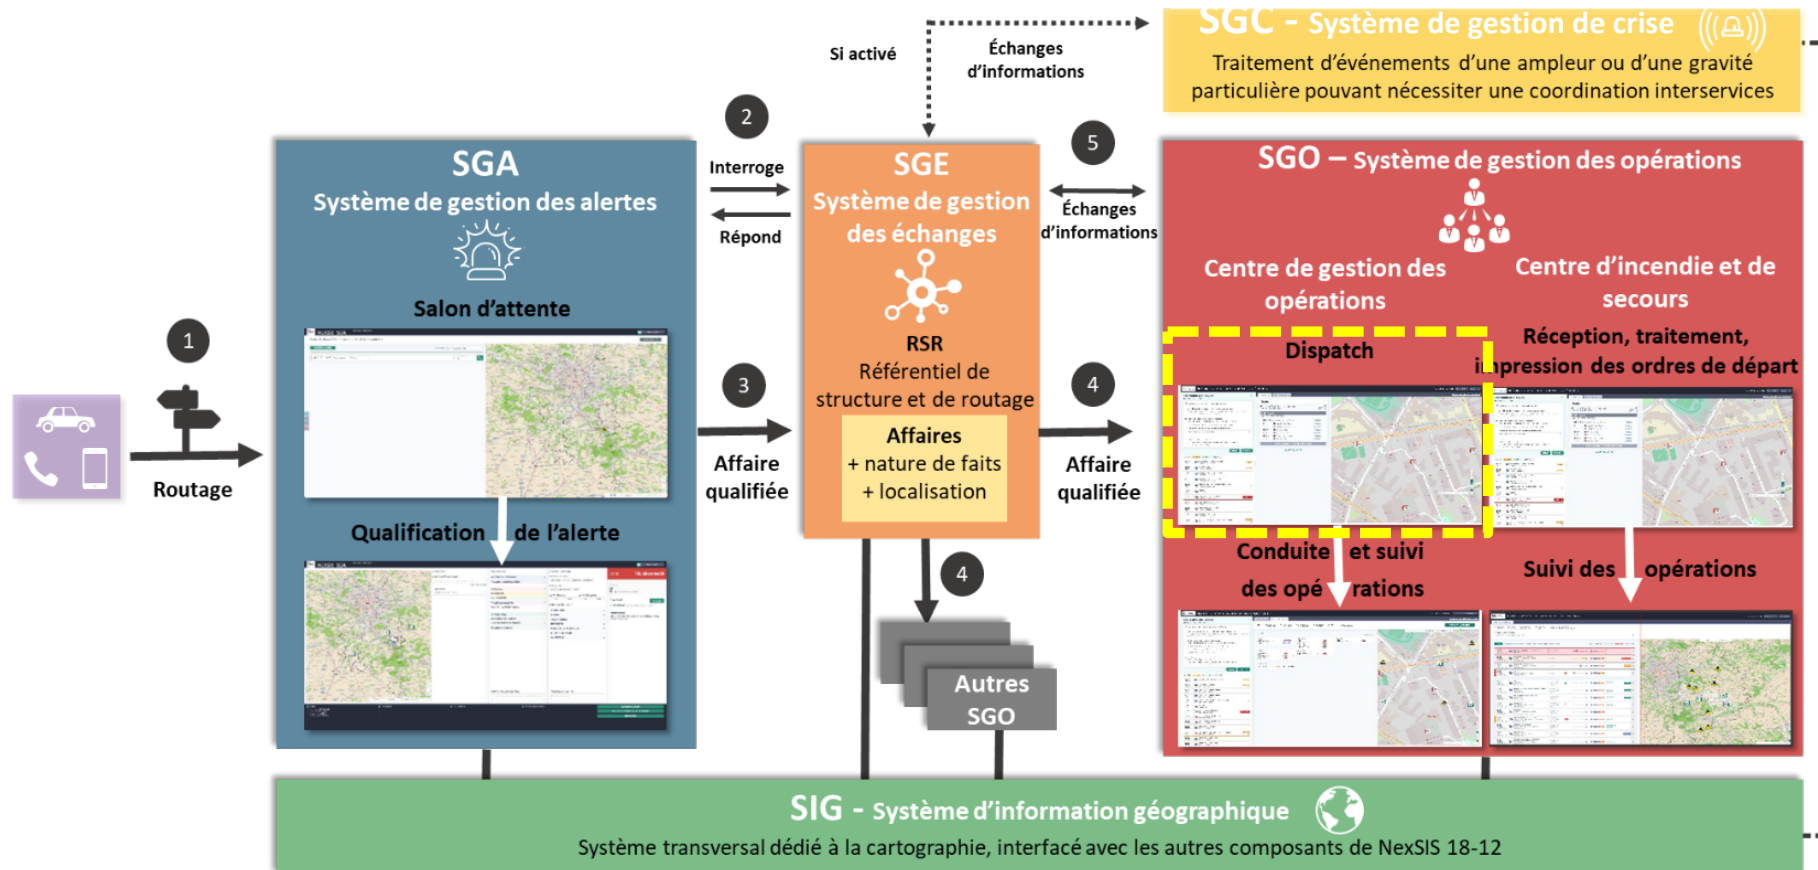 SGC - Système de gestion de crise
Traitement d'événements d'une ampleur ou d'une gravité
particulière pouvant nécessiter une coordination interservices
Si activé
Échanges
d'informations
1
Routage
SGA
Système de gestion des alertes
Salon d'attente
Qualification de l'alerte
2
Interroge
Répond
3
Affaire
qualifiée
SGE
Système de gestion
des échanges
RSR
Référentiel de
structure et de routage
Affaires
+ nature de faits
+ localisation
4
Autres
SGO
5
Échanges
d'informations
4
Affaire
qualifiée
SGO – Système de gestion des opérations
Centre de gestion des
opérations
Dispatch
Conduite et suivi
des opérations
Centre d'incendie et de
secours
Réception, traitement,
impression des ordres de départ
Suivi des opérations
SIG - Système d'information géographique
Système transversal dédié à la cartographie, interfacé avec les autres composants de NexSIS 18-12